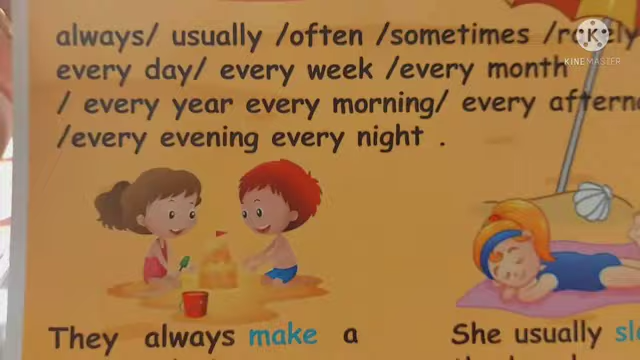 always/ usually /often /sometimes
KINEMASTER
every day/ every week /every month
/ every year every morning/ every
/every evening every night .
They always make a
She usually